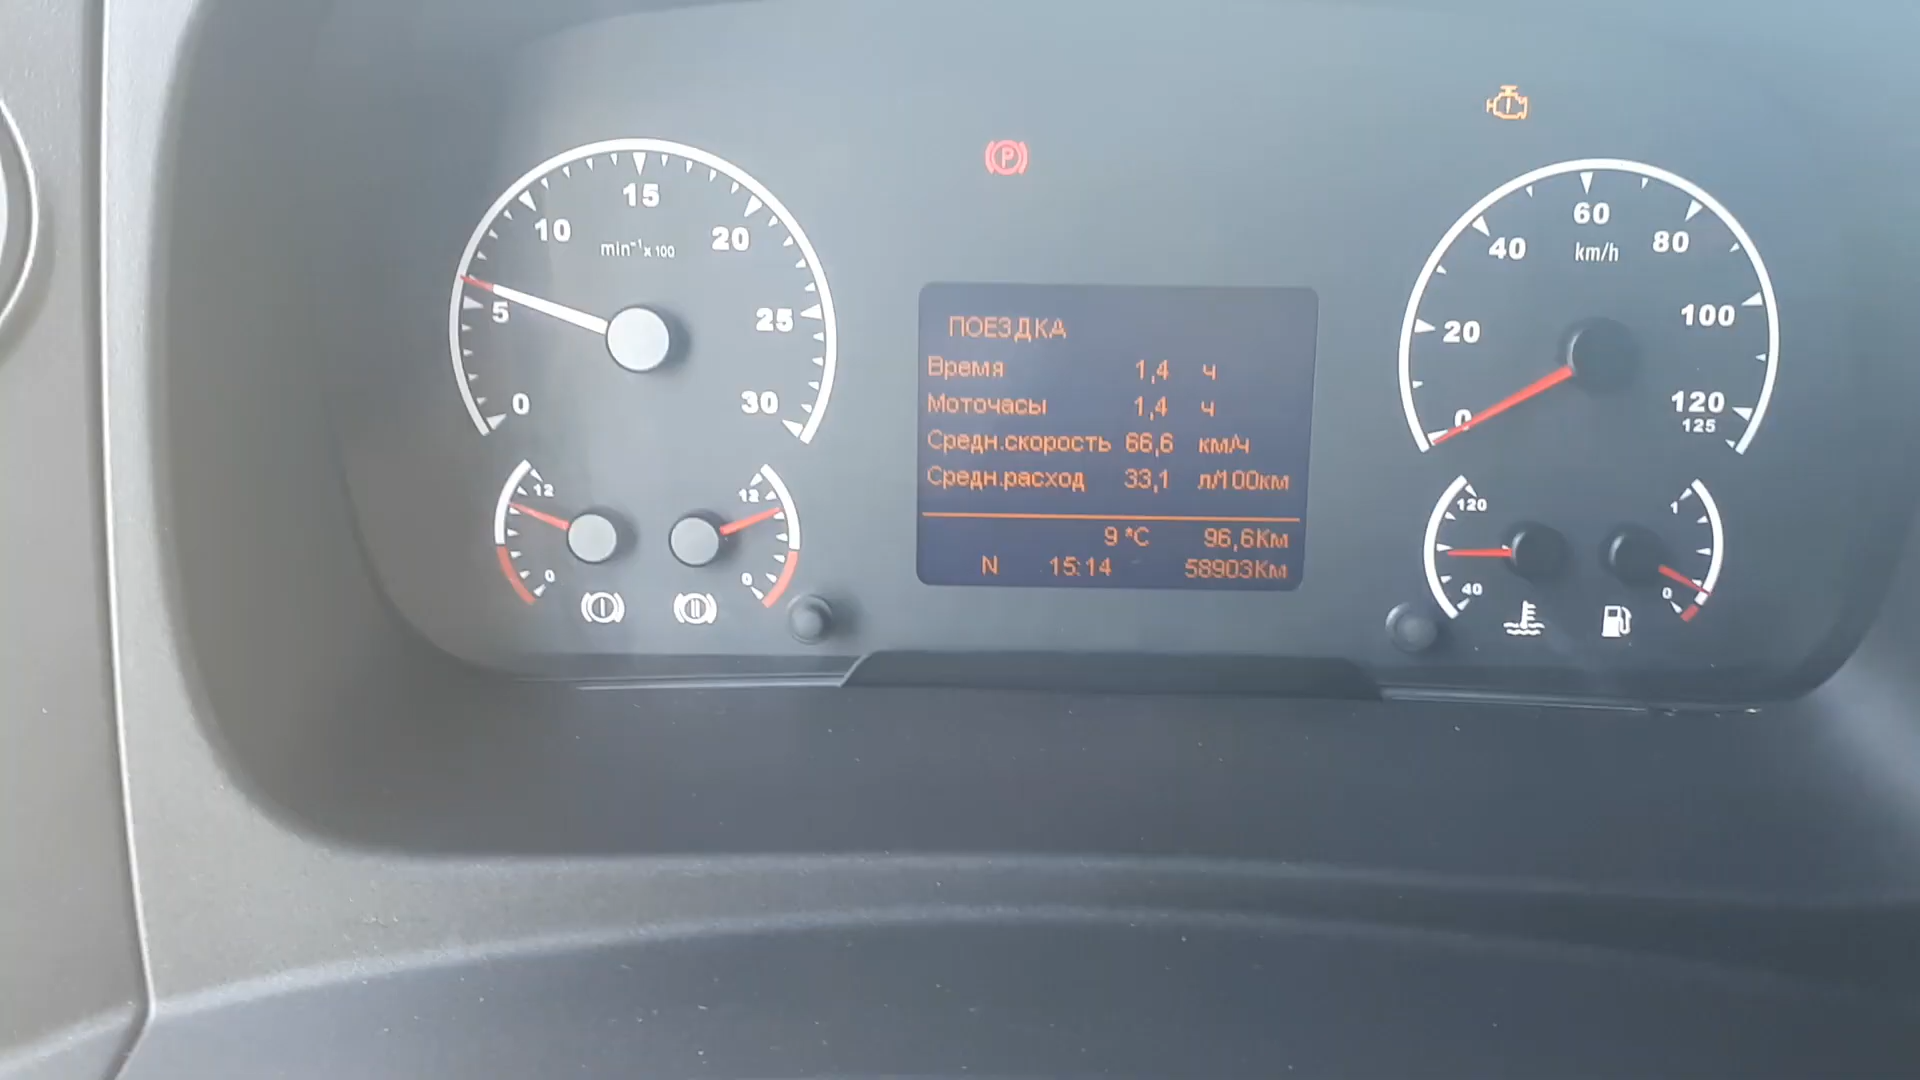 0
5
10
15
20
25
30
min⁻¹x 100
12
0
12
0
P
ПОЕЗДКА
Время 1,4 ч
Моточасы 1,4 ч
Средн.скорость 66,6 км/ч
Средн.расход 33,1 л/100км
9 °C 96,6Км
N 15:14 58903Км
0
20
40
60
80
100
120
125
km/h
120
40
1
0